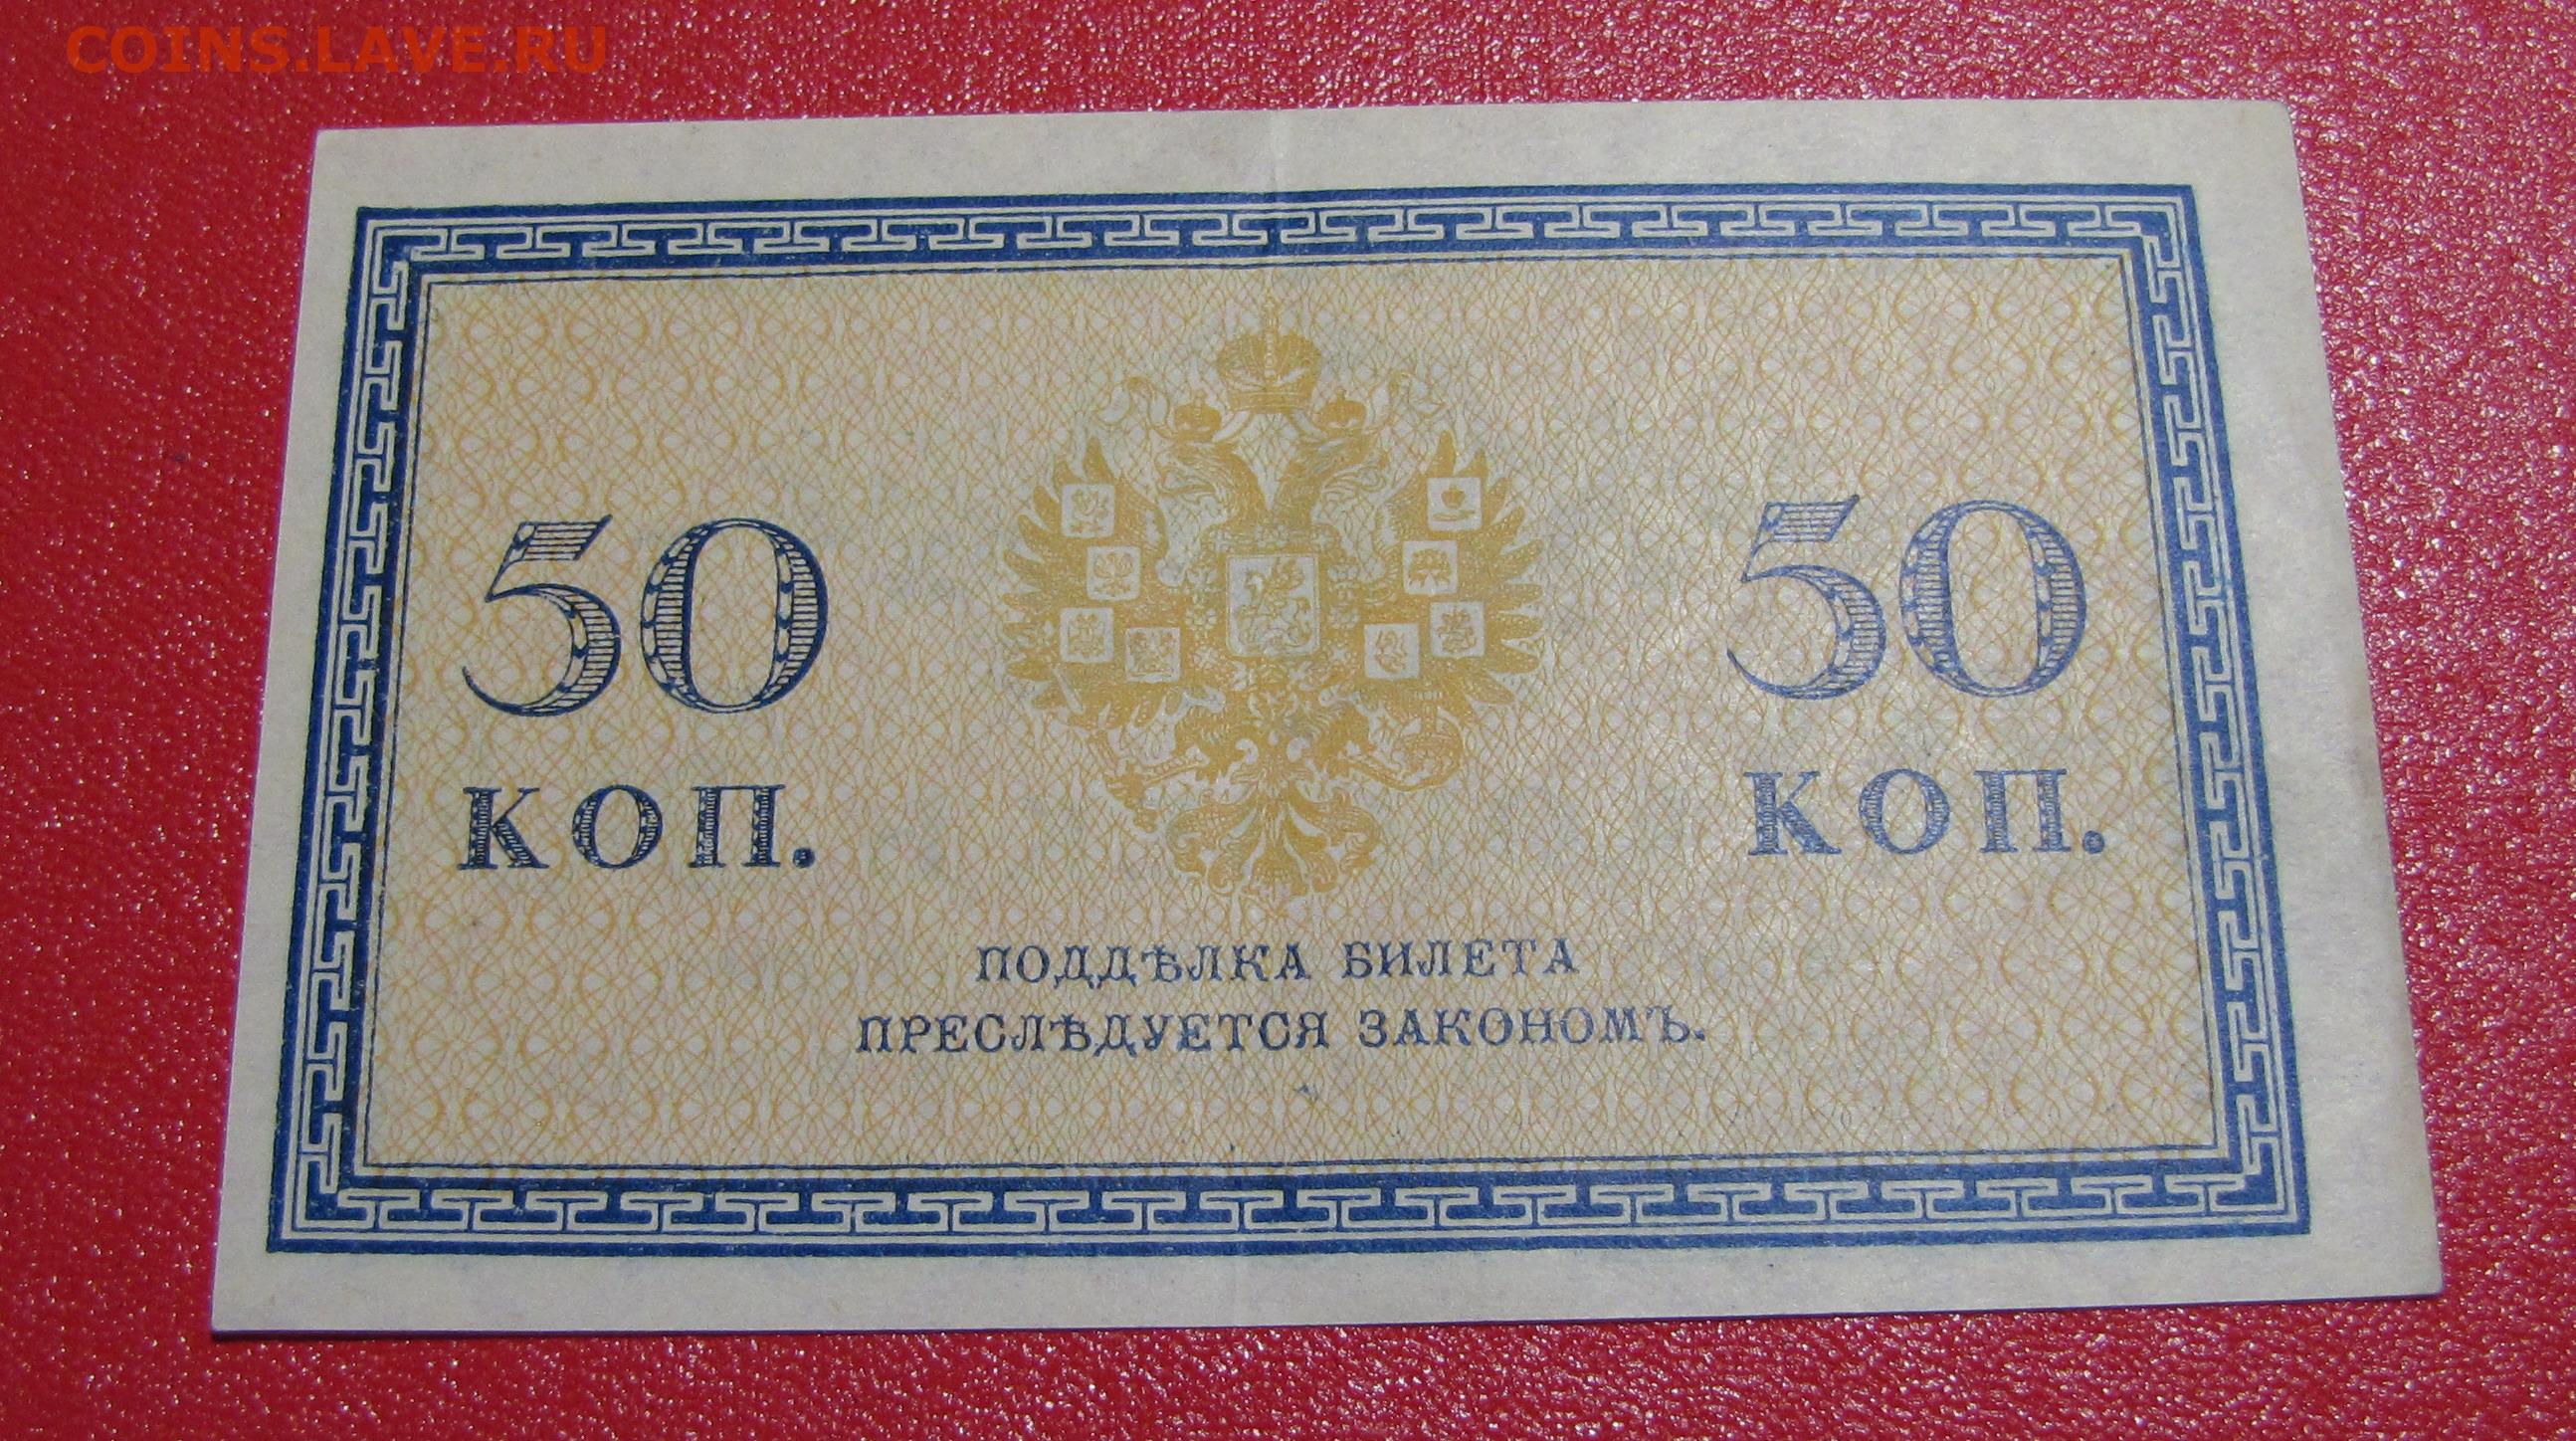 COINS.LAVE.RU
50 50
КОП. КОП.
ПОДДѢЛКА БИЛЕТА
ПРЕСЛѢДУЕТСЯ ЗАКОНОМЪ.